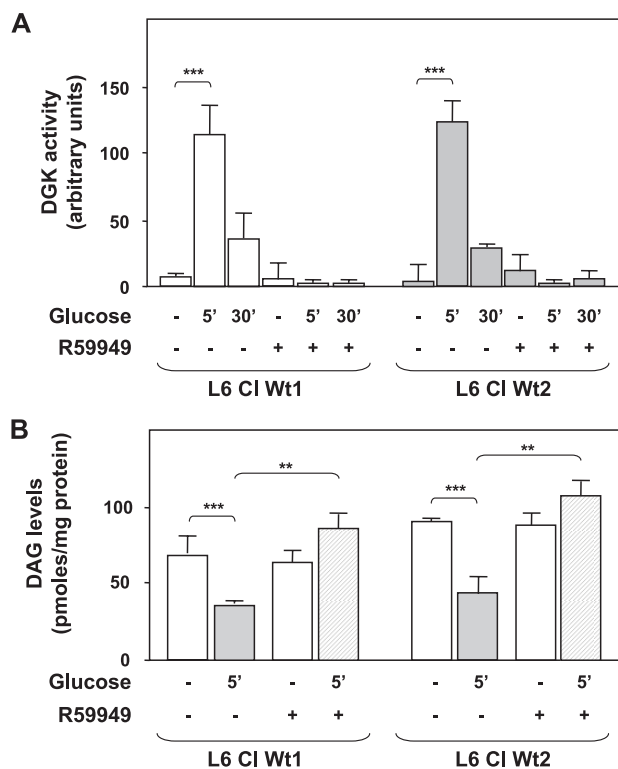 A
DGK activity
(arbitrary units)
150
100
50
0
*** ***
Glucose - 5’ 30’ - 5’ 30’ - 5’ 30’ - 5’ 30’
R59949 - - - + + + - - - + + +
L6 Cl Wt1 L6 Cl Wt2
B
DAG levels
(pmoles/mg protein)
100
50
0
** **
*** ***
Glucose - 5’ - 5’ - 5’ - 5’
R59949 - - + + - - + +
L6 Cl Wt1 L6 Cl Wt2